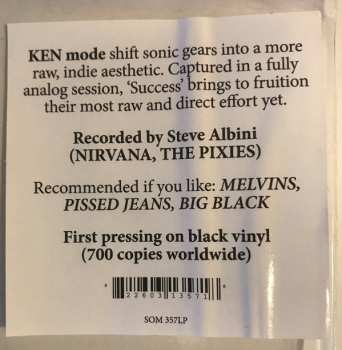 KEN mode shift sonic gears into a more
raw, indie aesthetic. Captured in a fully
analog session, ‘Success’ brings to fruition
their most raw and direct effort yet.
Recorded by Steve Albini
(NIRVANA, THE PIXIES)
Recommended if you like: MELVINS,
PISSED JEANS, BIG BLACK
First pressing on black vinyl
(700 copies worldwide)
22603 13571
SOM 357LP